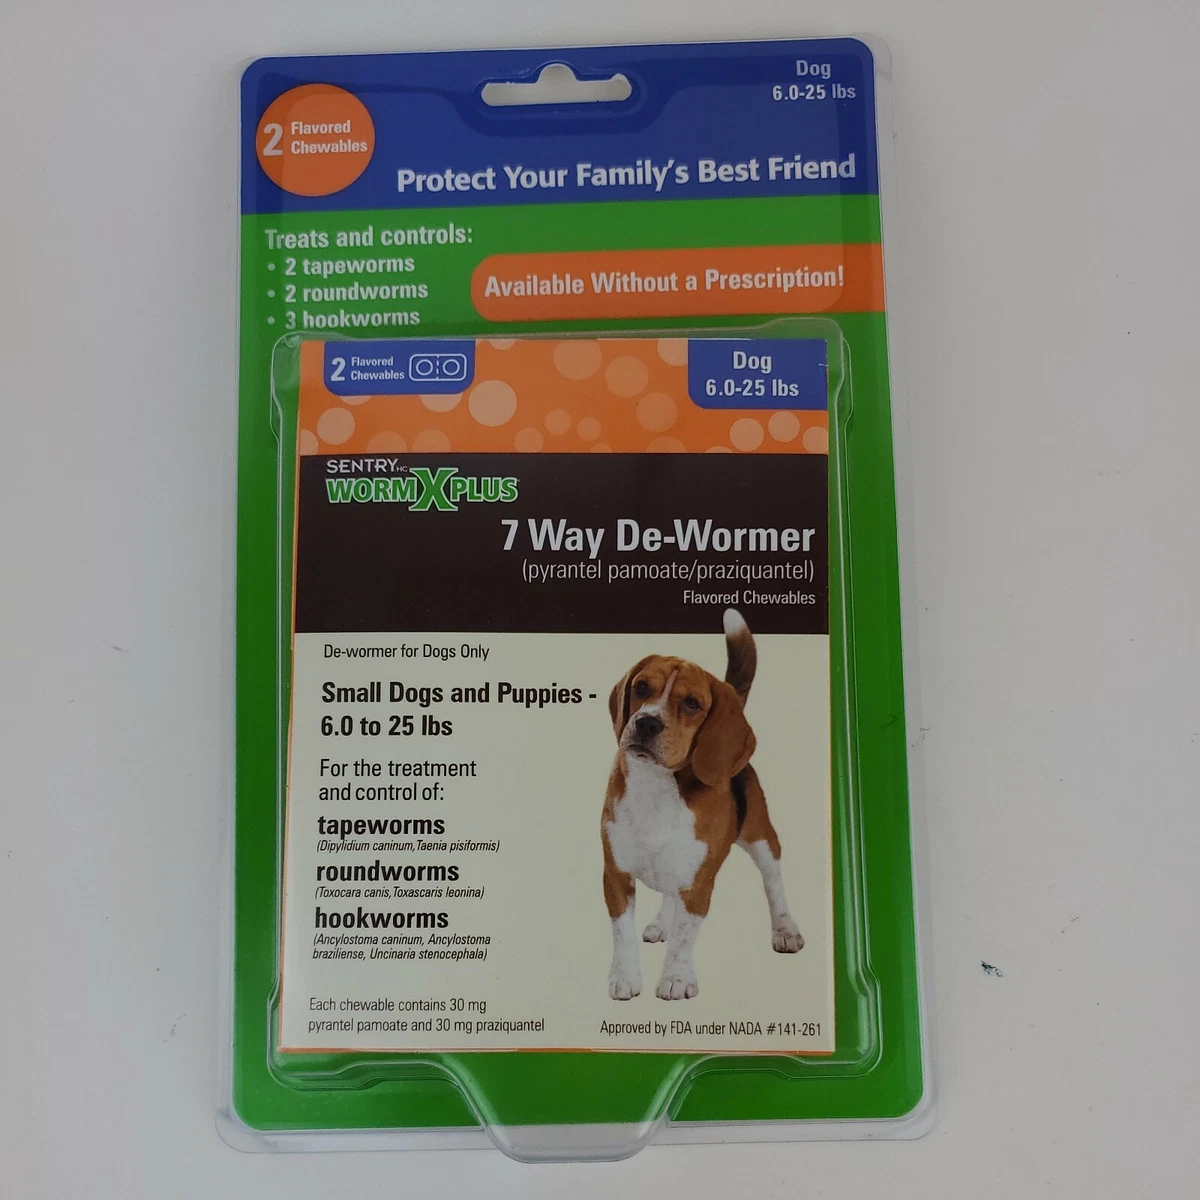 Dog
6.0-25 lbs
2 Flavored
Chewables
Protect Your Family's Best Friend
Treats and controls:
• 2 tapeworms
• 2 roundworms
• 3 hookworms
Available Without a Prescription!
2 Flavored
Chewables
Dog
6.0-25 lbs
SENTRY HC
WORM X PLUS
7 Way De-Wormer
(pyrantel pamoate/praziquantel)
Flavored Chewables
De-wormer for Dogs Only
Small Dogs and Puppies -
6.0 to 25 lbs
For the treatment
and control of:
tapeworms
(Dipylidium caninum, Taenia pisiformis)
roundworms
(Toxocara canis, Toxascaris leonina)
hookworms
(Ancylostoma caninum, Ancylostoma
braziliense, Uncinaria stenocephala)
Each chewable contains 30 mg
pyrantel pamoate and 30 mg praziquantel
Approved by FDA under NADA #141-261